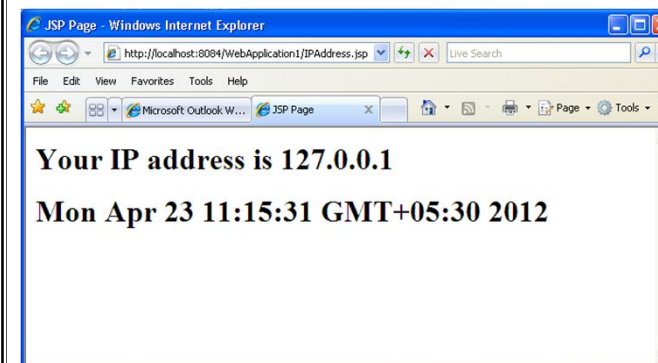 JSP Page - Windows Internet Explorer
http://localhost:8084/WebApplication1/IPAddress.jsp
Live Search
File Edit View Favorites Tools Help
Microsoft Outlook W... JSP Page Page Tools
Your IP address is 127.0.0.1
Mon Apr 23 11:15:31 GMT+05:30 2012